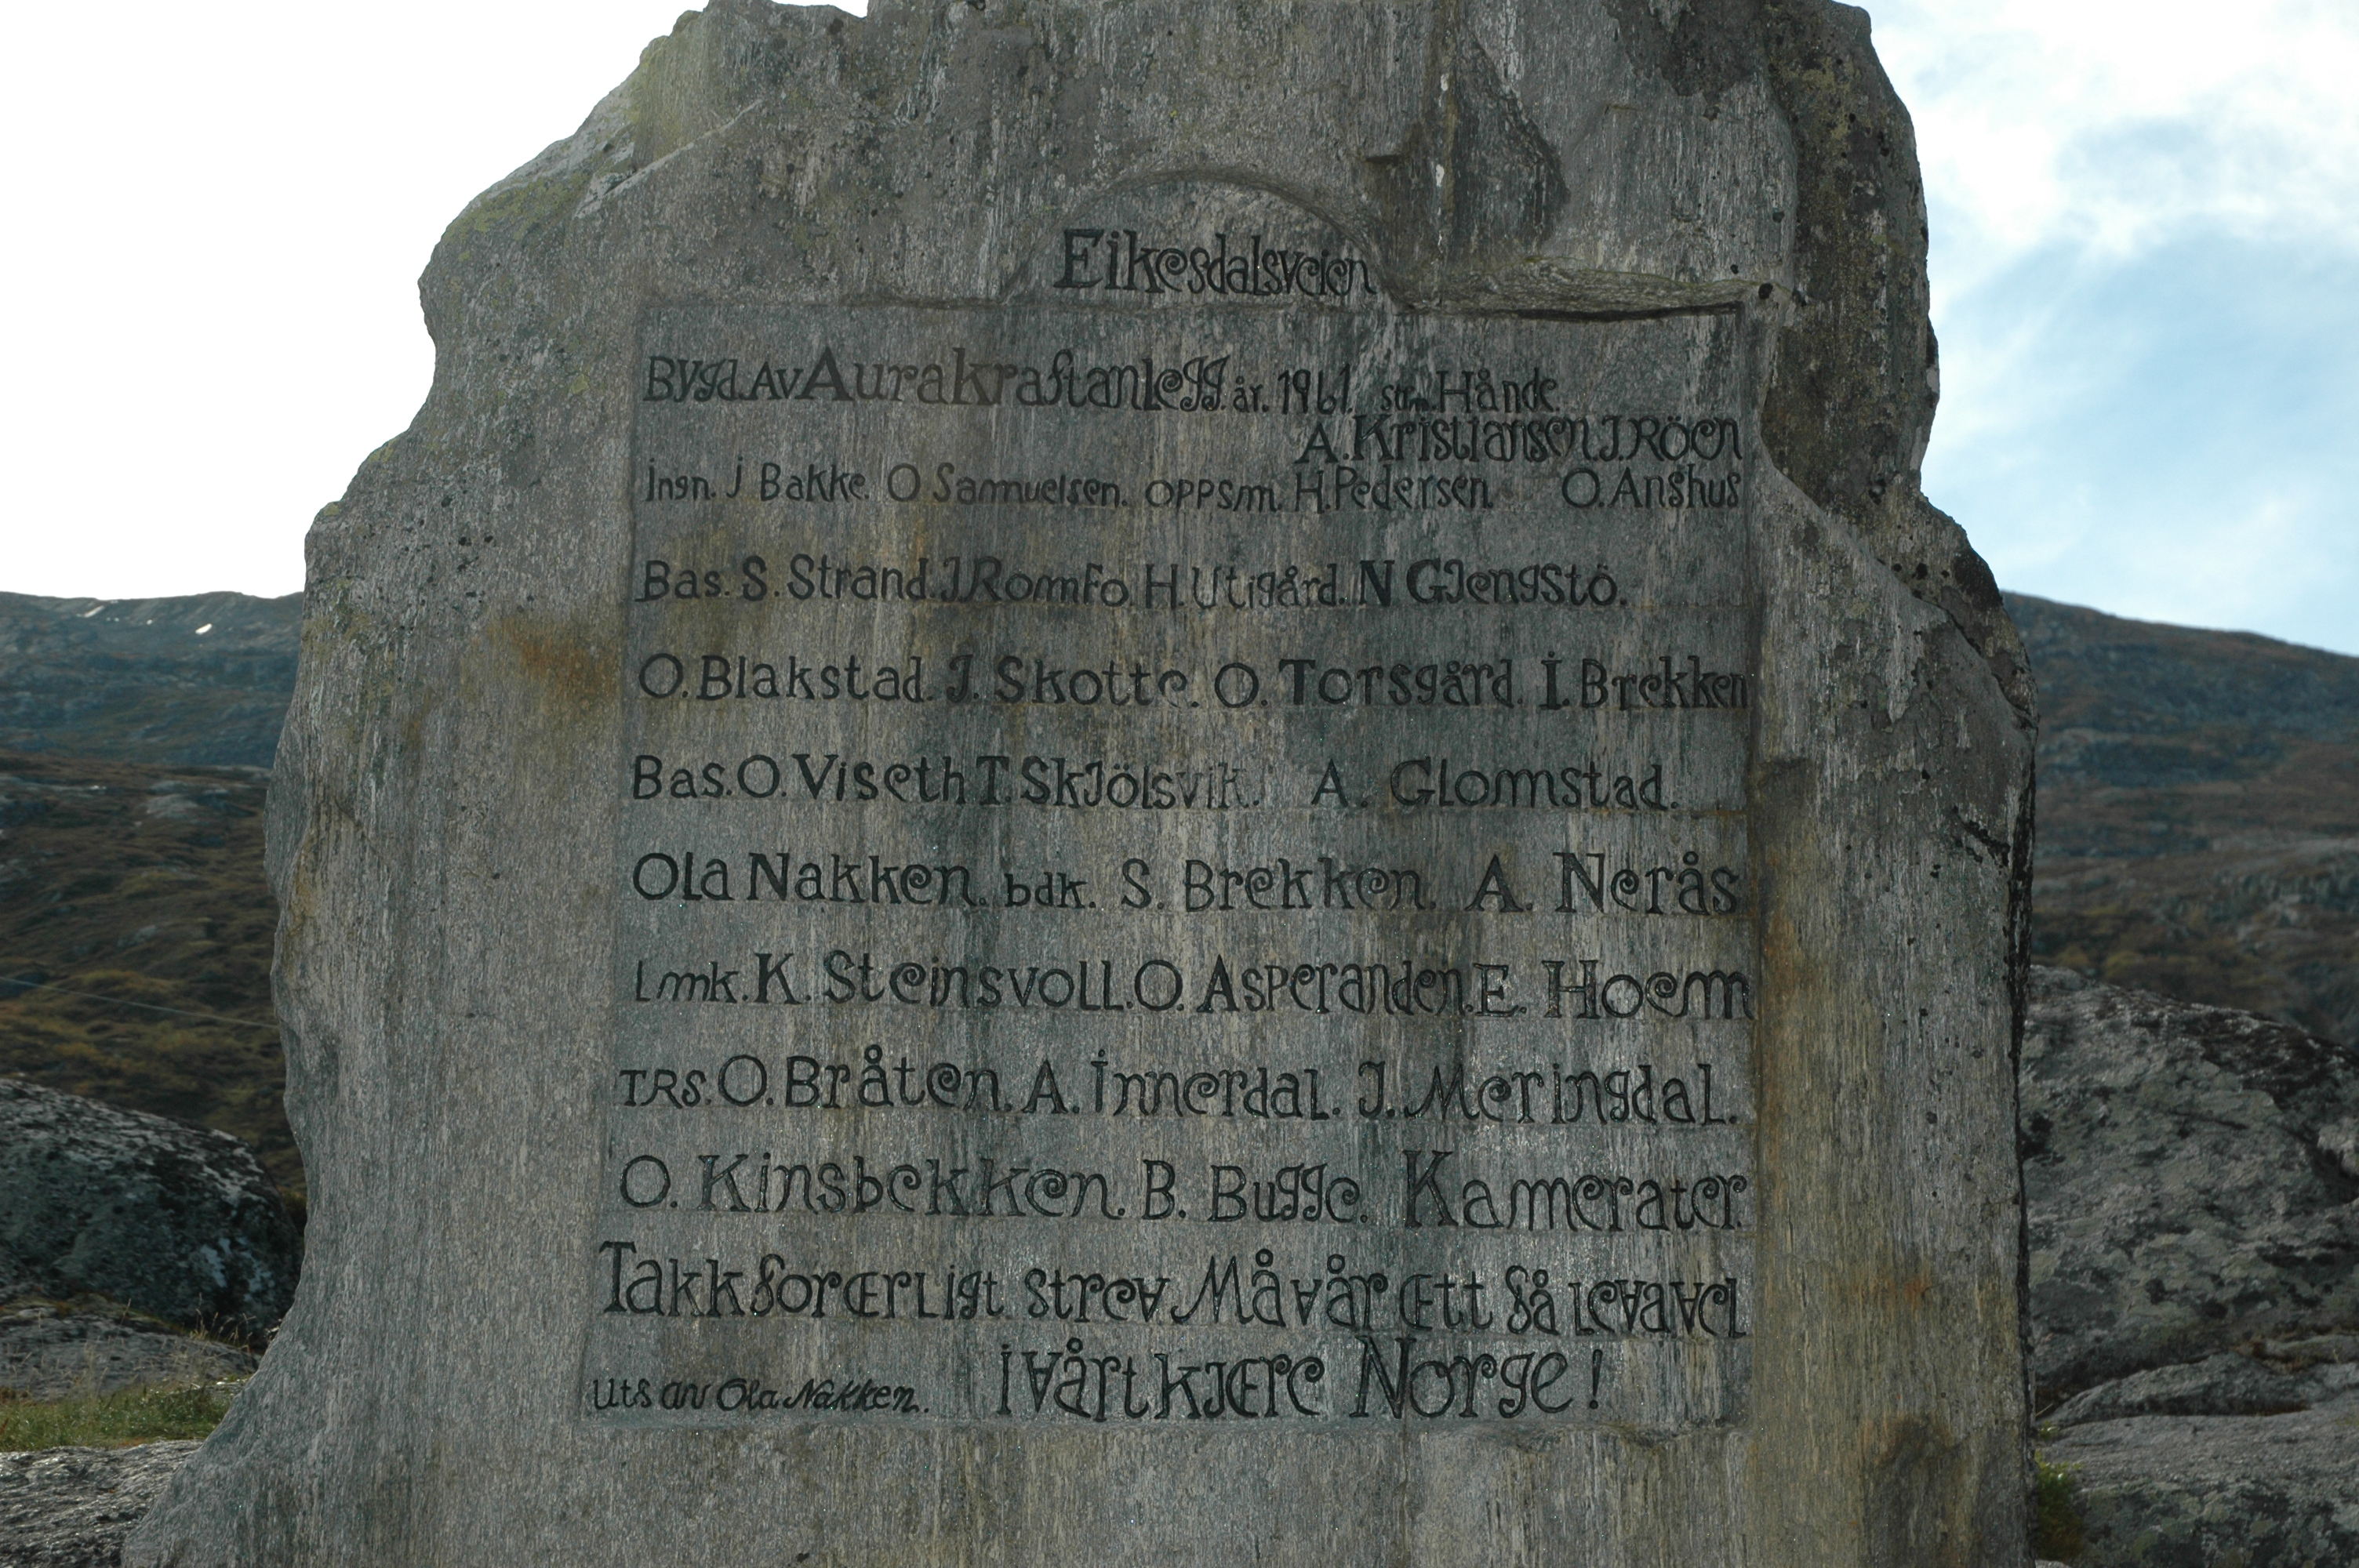 Eikesdalsveien
Bygd. Av Aurakraftanlegg. år. 1961. stm. Hånde.
A. Kristiansen J. Röen
ingn. J Bakke. O Samuelsen. oppsm. H. Pedersen. O. Anshus
Bas. S. Strand. J. Romfo. H. Utigård. N Gjengstö.
O. Blakstad. J. Skotte. O. Torsgård. I. Brekken
Bas. O. Viseth T. Skjölsvik. A. Glomstad.
Ola Nakken. bdk. S. Brekken. A. Nerås
Lmk. K. Steinsvoll. O. Asperanden. E. Hoem
TRS. O. Bråten. A. Innerdal. J. Meringdal.
O. Kinsbekken. B. Bugge. Kamerater.
Takk for ærligt strev Må vår ætt få leva vel
i vårt kjære Norge!
Utf av Ola Nakken.